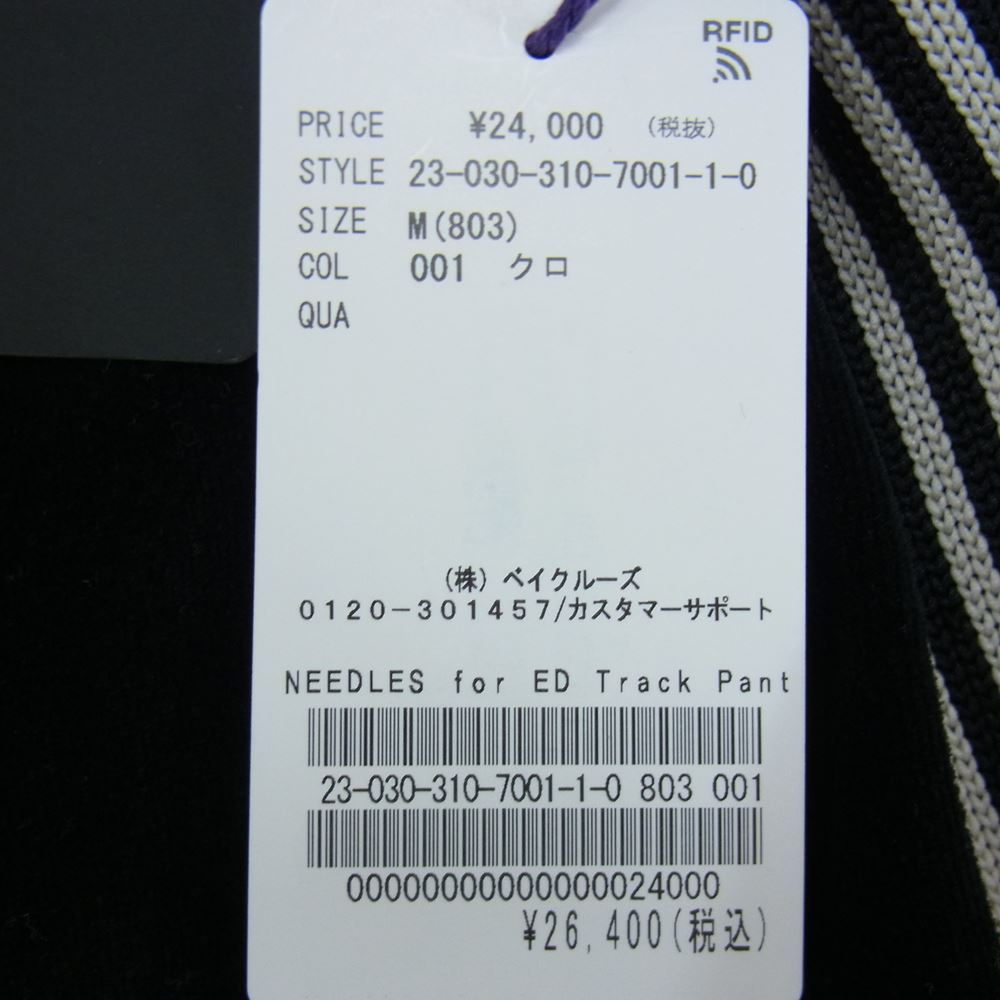 RFID
PRICE ¥24,000 (税抜)
STYLE 23-030-310-7001-1-0
SIZE M(803)
COL 001 クロ
QUA
(株) ベイクルーズ
0120-301457/カスタマーサポート
NEEDLES for ED Track Pant
23-030-310-7001-1-0 803 001
00000000000000024000
¥26,400(税込)